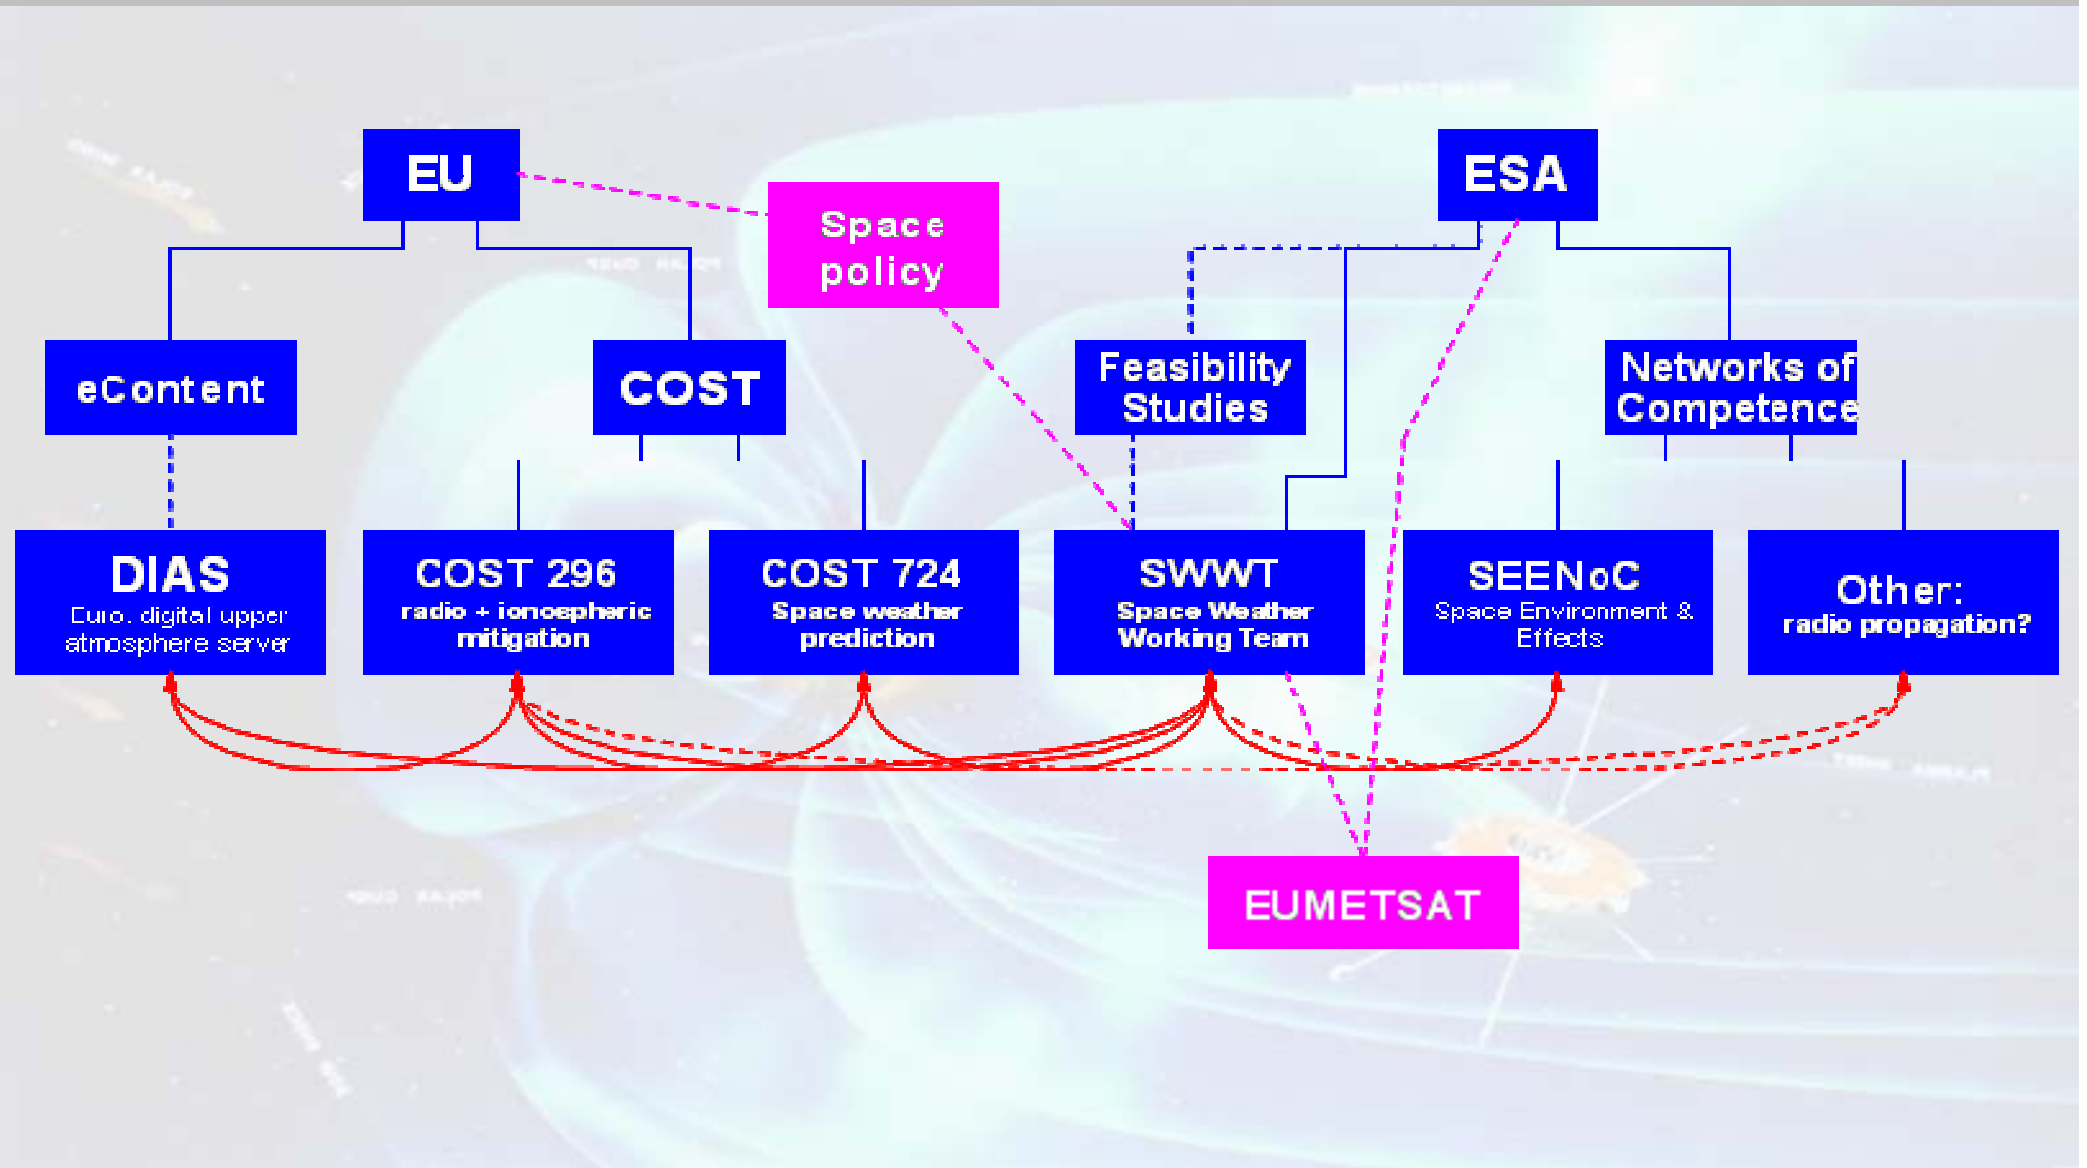 EU
ESA
Space
policy
eContent
COST
Feasibility
Studies
Networks of
Competence
DIAS
Euro. digital upper
atmosphere server
COST 296
radio + ionospheric
mitigation
COST 724
Space weather
prediction
SWWT
Space Weather
Working Team
SEENoC
Space Environment &
Effects
Other:
radio propagation?
EUMETSAT